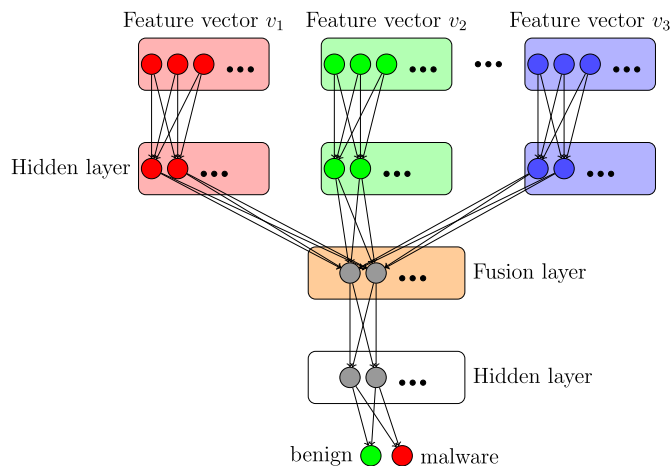 Feature vector v₁
Feature vector v₂
Feature vector v₃
Hidden layer
Fusion layer
Hidden layer
benign
malware